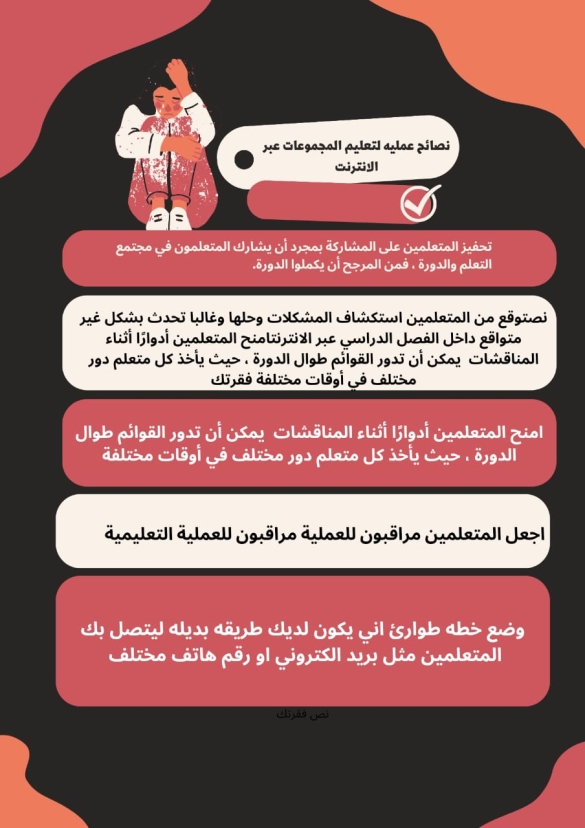 نصائح عمليه لتعليم المجموعات عبر
الانترنت
تحفيز المتعلمين على المشاركة بمجرد أن يشارك المتعلمون في مجتمع
التعلم والدورة ، فمن المرجح أن يكملوا الدورة.
نصتوقع من المتعلمين استكشاف المشكلات وحلها وغالبا تحدث بشكل غير
متواقع داخل الفصل الدراسي عبر الانترنتامنح المتعلمين أدوارًا أثناء
المناقشات يمكن أن تدور القوائم طوال الدورة ، حيث يأخذ كل متعلم دور
مختلف في أوقات مختلفة فقرتك
امنح المتعلمين أدوارًا أثناء المناقشات يمكن أن تدور القوائم طوال
الدورة ، حيث يأخذ كل متعلم دور مختلف في أوقات مختلفة
اجعل المتعلمين مراقبون للعملية مراقبون للعملية التعليمية
وضع خطه طوارئ اني يكون لديك طريقه بديله ليتصل بك
المتعلمين مثل بريد الكتروني او رقم هاتف مختلف
نص فقرتك